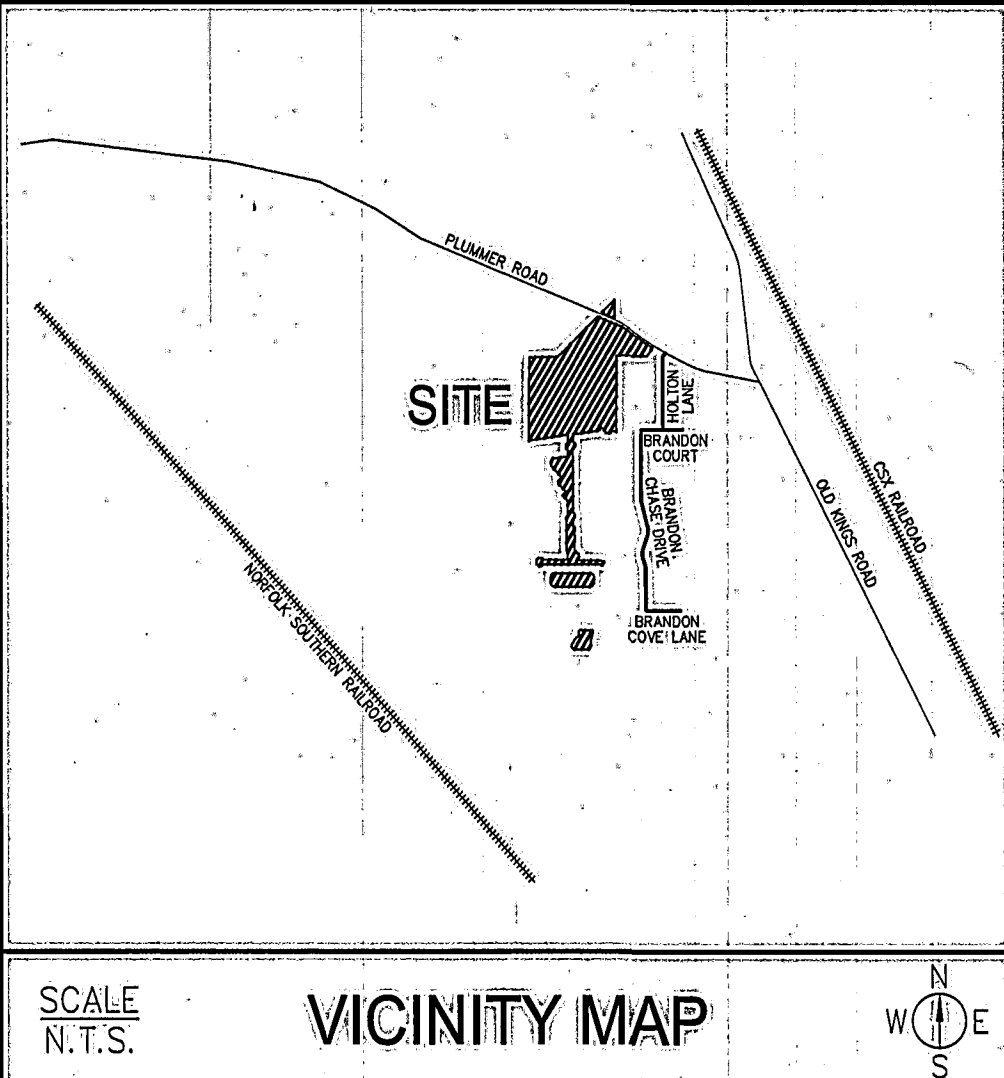 PLUMMER ROAD
SITE
HOLTON
LANE
BRANDON
COURT
BRANDON
CHASE DRIVE
BRANDON
COVE LANE
OLD KINGS ROAD
CSX RAILROAD
NORFOLK SOUTHERN RAILROAD
SCALE
N.T.S.
VICINITY MAP
N
W E
S